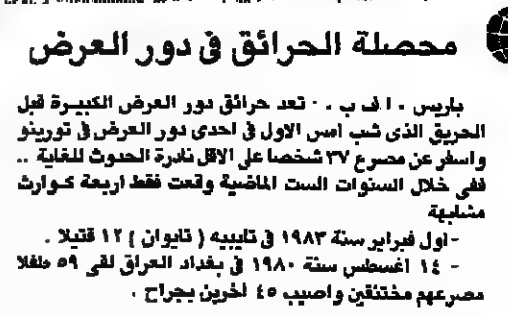 محصلة الحرائق فى دور العرض
باريس . ا ف ب . - تعد حرائق دور العرض الكبيرة قبل
الحريق الذى شب امس الاول فى احدى دور العرض فى تورينو
واسفر عن مصرع ٣٧ شخصا على الاقل نادرة الحدوث للغاية ..
ففى خلال السنوات الست الماضية وقعت فقط اربعة كوارث
مشابهة
-اول فبراير سنة ١٩٨٣ فى تايبيه ( تايوان ) ١٢ قتيلا .
- ١٤ اغسطس سنة ١٩٨٠ فى بغداد العراق لقى ٥٩ طفلا
مصرعهم مختنقين واصيب ٤٥ اخرين بجراح .